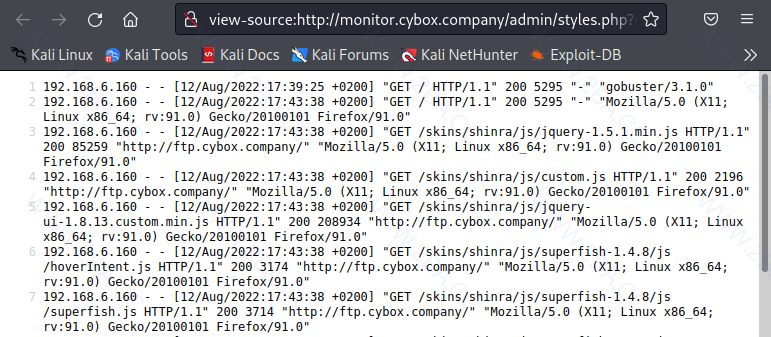 view-source:http://monitor.cybox.company/admin/styles.php?
Kali Linux Kali Tools Kali Docs Kali Forums Kali NetHunter Exploit-DB
1 192.168.6.160 - - [12/Aug/2022:17:39:25 +0200] "GET / HTTP/1.1" 200 5295 "-" "gobuster/3.1.0"
2 192.168.6.160 - - [12/Aug/2022:17:43:38 +0200] "GET / HTTP/1.1" 200 5295 "-" "Mozilla/5.0 (X11;
Linux x86_64; rv:91.0) Gecko/20100101 Firefox/91.0"
3 192.168.6.160 - - [12/Aug/2022:17:43:38 +0200] "GET /skins/shinra/js/jquery-1.5.1.min.js HTTP/1.1"
200 85259 "http://ftp.cybox.company/" "Mozilla/5.0 (X11; Linux x86_64; rv:91.0) Gecko/20100101
Firefox/91.0"
4 192.168.6.160 - - [12/Aug/2022:17:43:38 +0200] "GET /skins/shinra/js/custom.js HTTP/1.1" 200 2196
"http://ftp.cybox.company/" "Mozilla/5.0 (X11; Linux x86_64; rv:91.0) Gecko/20100101 Firefox/91.0"
5 192.168.6.160 - - [12/Aug/2022:17:43:38 +0200] "GET /skins/shinra/js/jquery-
ui-1.8.13.custom.min.js HTTP/1.1" 200 208934 "http://ftp.cybox.company/" "Mozilla/5.0 (X11; Linux
x86_64; rv:91.0) Gecko/20100101 Firefox/91.0"
6 192.168.6.160 - - [12/Aug/2022:17:43:38 +0200] "GET /skins/shinra/js/superfish-1.4.8/js
/hoverIntent.js HTTP/1.1" 200 3174 "http://ftp.cybox.company/" "Mozilla/5.0 (X11; Linux x86_64;
rv:91.0) Gecko/20100101 Firefox/91.0"
7 192.168.6.160 - - [12/Aug/2022:17:43:38 +0200] "GET /skins/shinra/js/superfish-1.4.8/js
/superfish.js HTTP/1.1" 200 3714 "http://ftp.cybox.company/" "Mozilla/5.0 (X11; Linux x86_64;
rv:91.0) Gecko/20100101 Firefox/91.0"